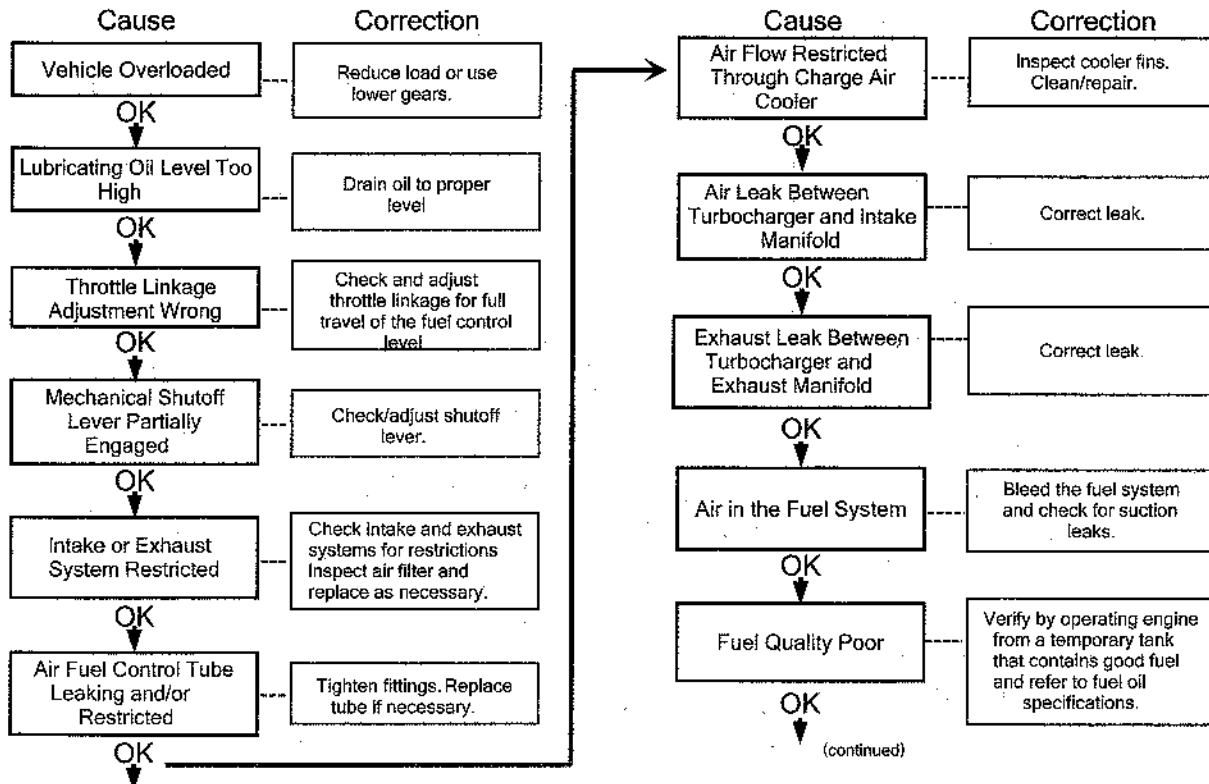 Cause
Correction
Vehicle Overloaded
Reduce load or use
lower gears.
OK
Lubricating Oil Level Too
High
Drain oil to proper
level
OK
Throttle Linkage
Adjustment Wrong
Check and adjust
throttle linkage for full
travel of the fuel control
level
OK
Mechanical Shutoff
Lever Partially
Engaged
Check/adjust shutoff
lever.
OK
Intake or Exhaust
System Restricted
Check intake and exhaust
systems for restrictions
Inspect air filter and
replace as necessary.
OK
Air Fuel Control Tube
Leaking and/or
Restricted
Tighten fittings. Replace
tube if necessary.
OK
Cause
Correction
Air Flow Restricted
Through Charge Air
Cooler
Inspect cooler fins.
Clean/repair.
OK
Air Leak Between
Turbocharger and Intake
Manifold
Correct leak.
OK
Exhaust Leak Between
Turbocharger and
Exhaust Manifold
Correct leak.
OK
Air in the Fuel System
Bleed the fuel system
and check for suction
leaks.
OK
Fuel Quality Poor
Verify by operating engine
from a temporary tank
that contains good fuel
and refer to fuel oil
specifications.
OK
(continued)